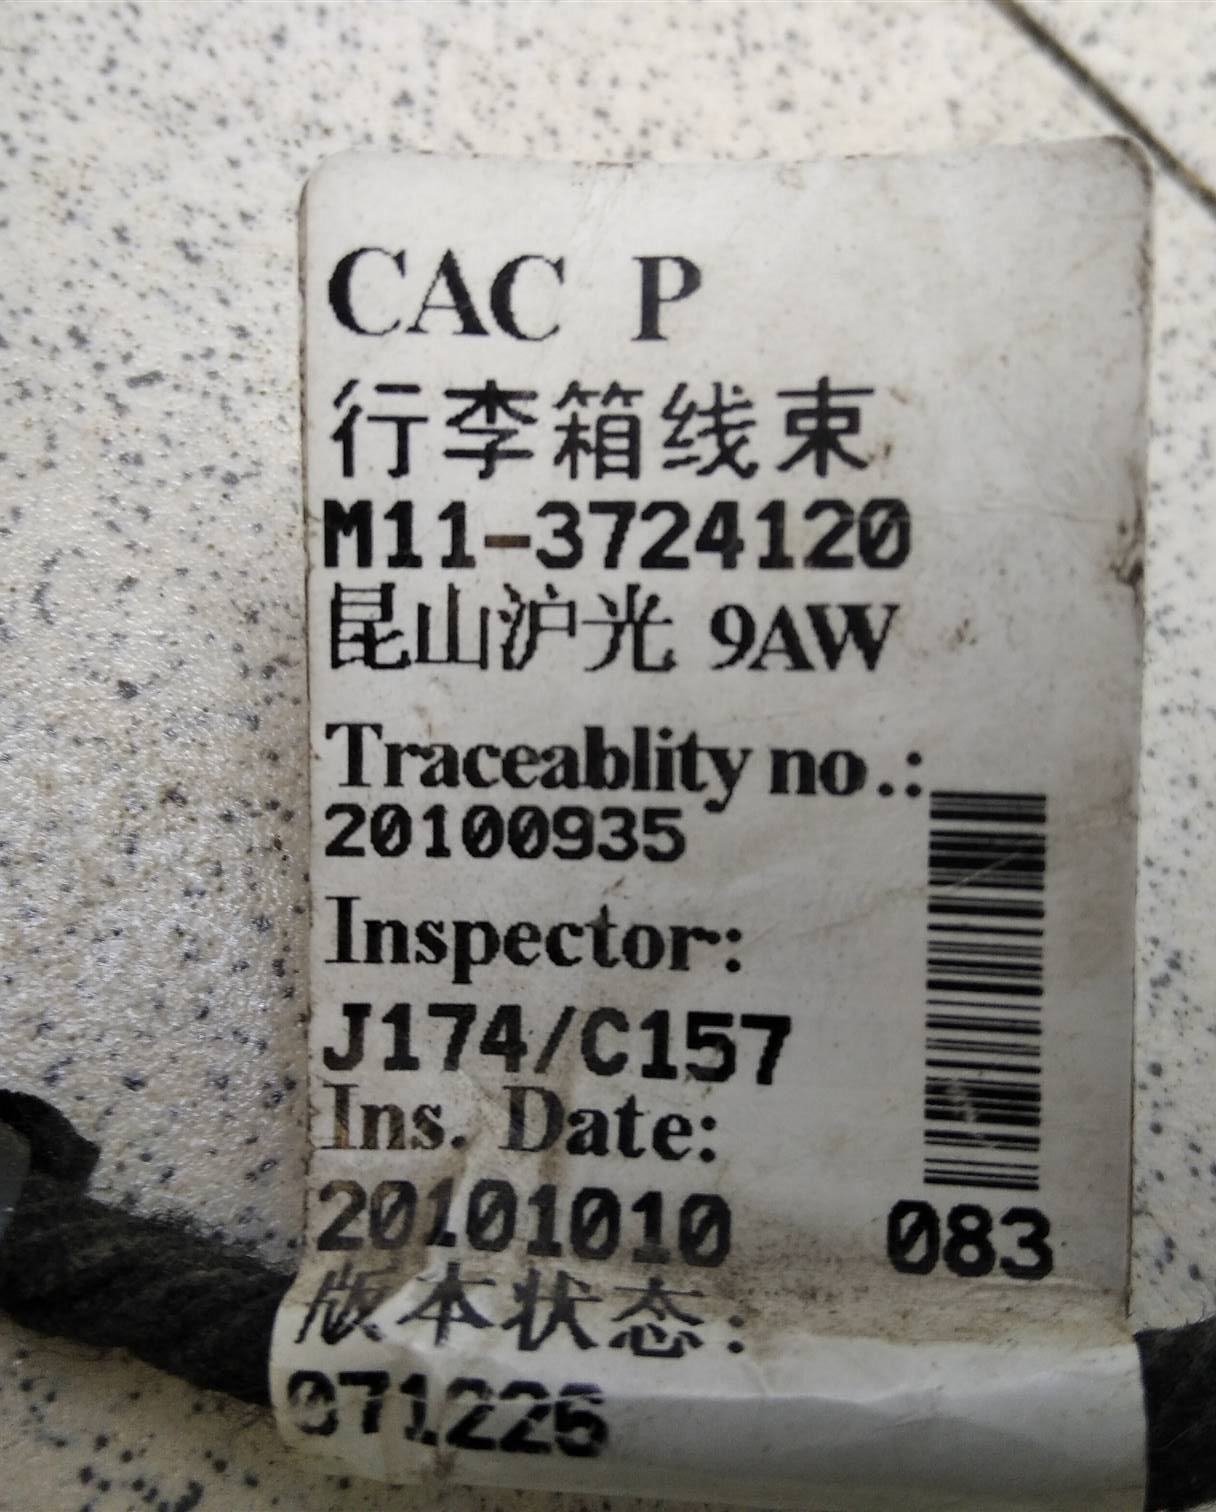 CAC P
行李箱线束
M11-3724120
昆山沪光 9AW
Traceablity no.:
20100935
Inspector:
J174/C157
Ins. Date:
20101010 083
版本状态:
071226